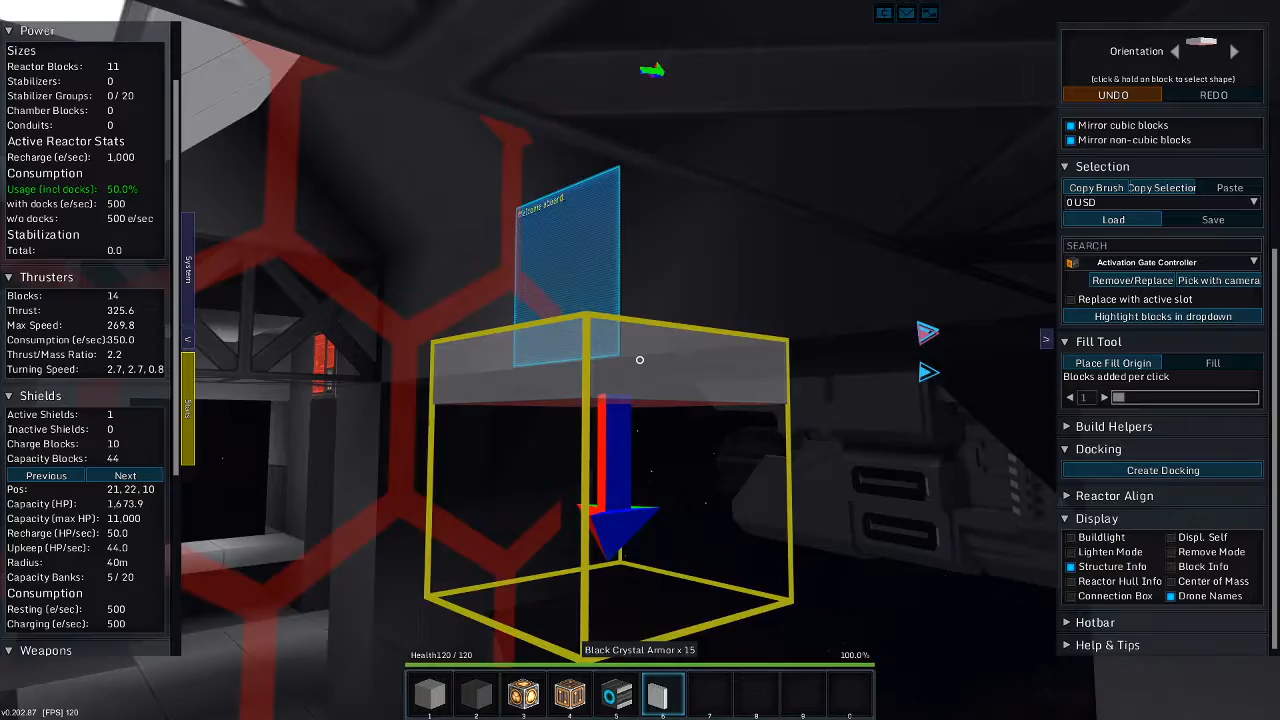 Power
Sizes
Reactor Blocks: 11
Stabilizers: 0
Stabilizer Groups: 0 / 20
Chamber Blocks: 0
Conduits: 0
Active Reactor Stats
Recharge (e/sec): 1,000
Consumption
Usage (incl docks): 50.0%
with docks (e/sec): 500
w/o docks: 500 e/sec
Stabilization
Total: 0.0
Thrusters
Blocks: 14
Thrust: 325.6
Max Speed: 269.8
Consumption (e/sec):350.0
Thrust/Mass Ratio: 2.2
Turning Speed: 2.7, 2.7, 0.8
Shields
Active Shields: 1
Inactive Shields: 0
Charge Blocks: 10
Capacity Blocks: 44
Previous Next
Pos: 21, 22, 10
Capacity (HP): 1,673.9
Capacity (max HP): 11,000
Recharge (HP/sec): 50.0
Upkeep (HP/sec): 44.0
Radius: 40m
Capacity Banks: 5 / 20
Consumption
Resting (e/sec): 500
Charging (e/sec): 500
Weapons
v0.202.87 [FPS] 120
System
<
Stats
Welcome aboard.
Black Crystal Armor x 15
Health120 / 120
100.0%
1 2 3 4 5 6 7 8 9 0
Orientation
(click & hold on block to select shape)
UNDO REDO
Mirror cubic blocks
Mirror non-cubic blocks
Selection
Copy Brush Copy Selection Paste
0 USD
Load Save
SEARCH
Activation Gate Controller
Remove/Replace Pick with camera
Replace with active slot
Highlight blocks in dropdown
>
Fill Tool
Place Fill Origin Fill
Blocks added per click
1
Build Helpers
Docking
Create Docking
Reactor Align
Display
Buildlight Displ. Self
Lighten Mode Remove Mode
Structure Info Block Info
Reactor Hull Info Center of Mass
Connection Box Drone Names
Hotbar
Help & Tips